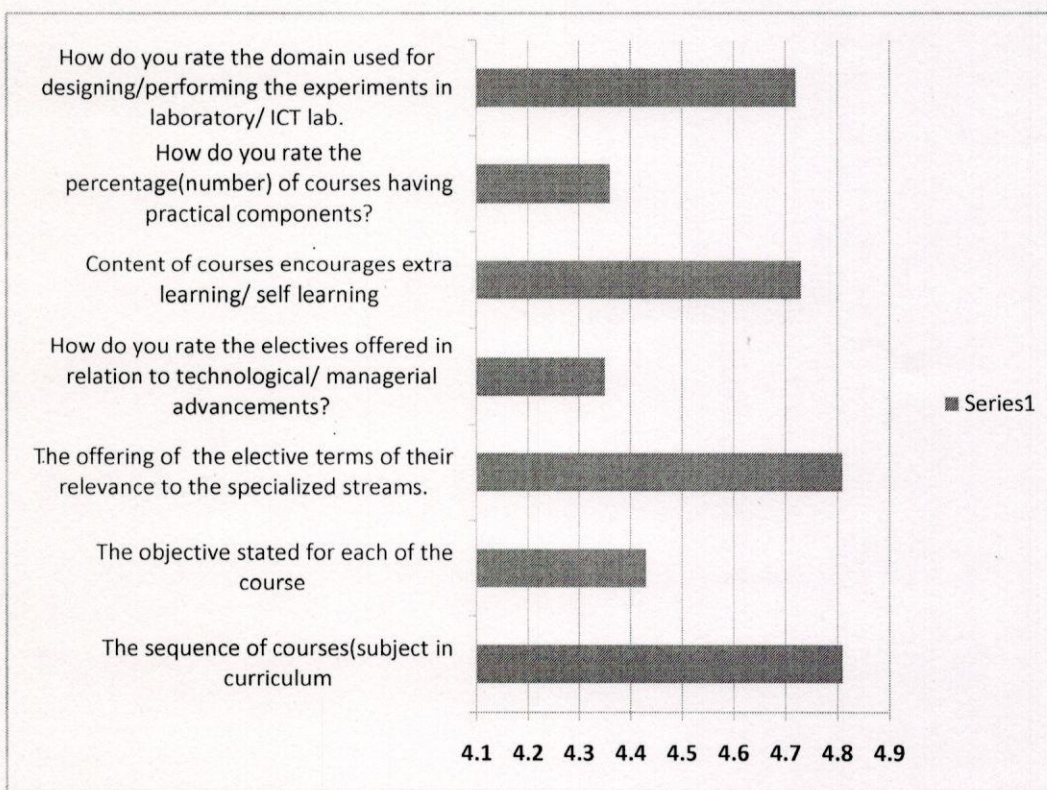 How do you rate the domain used for
designing/performing the experiments in
laboratory/ ICT lab.
How do you rate the
percentage(number) of courses having
practical components?
Content of courses encourages extra
learning/ self learning
How do you rate the electives offered in
relation to technological/ managerial
advancements?
The offering of  the elective terms of their
relevance to the specialized streams.
The objective stated for each of the
course
The sequence of courses(subject in
curriculum
Series1
4.1 4.2 4.3 4.4 4.5 4.6 4.7 4.8 4.9